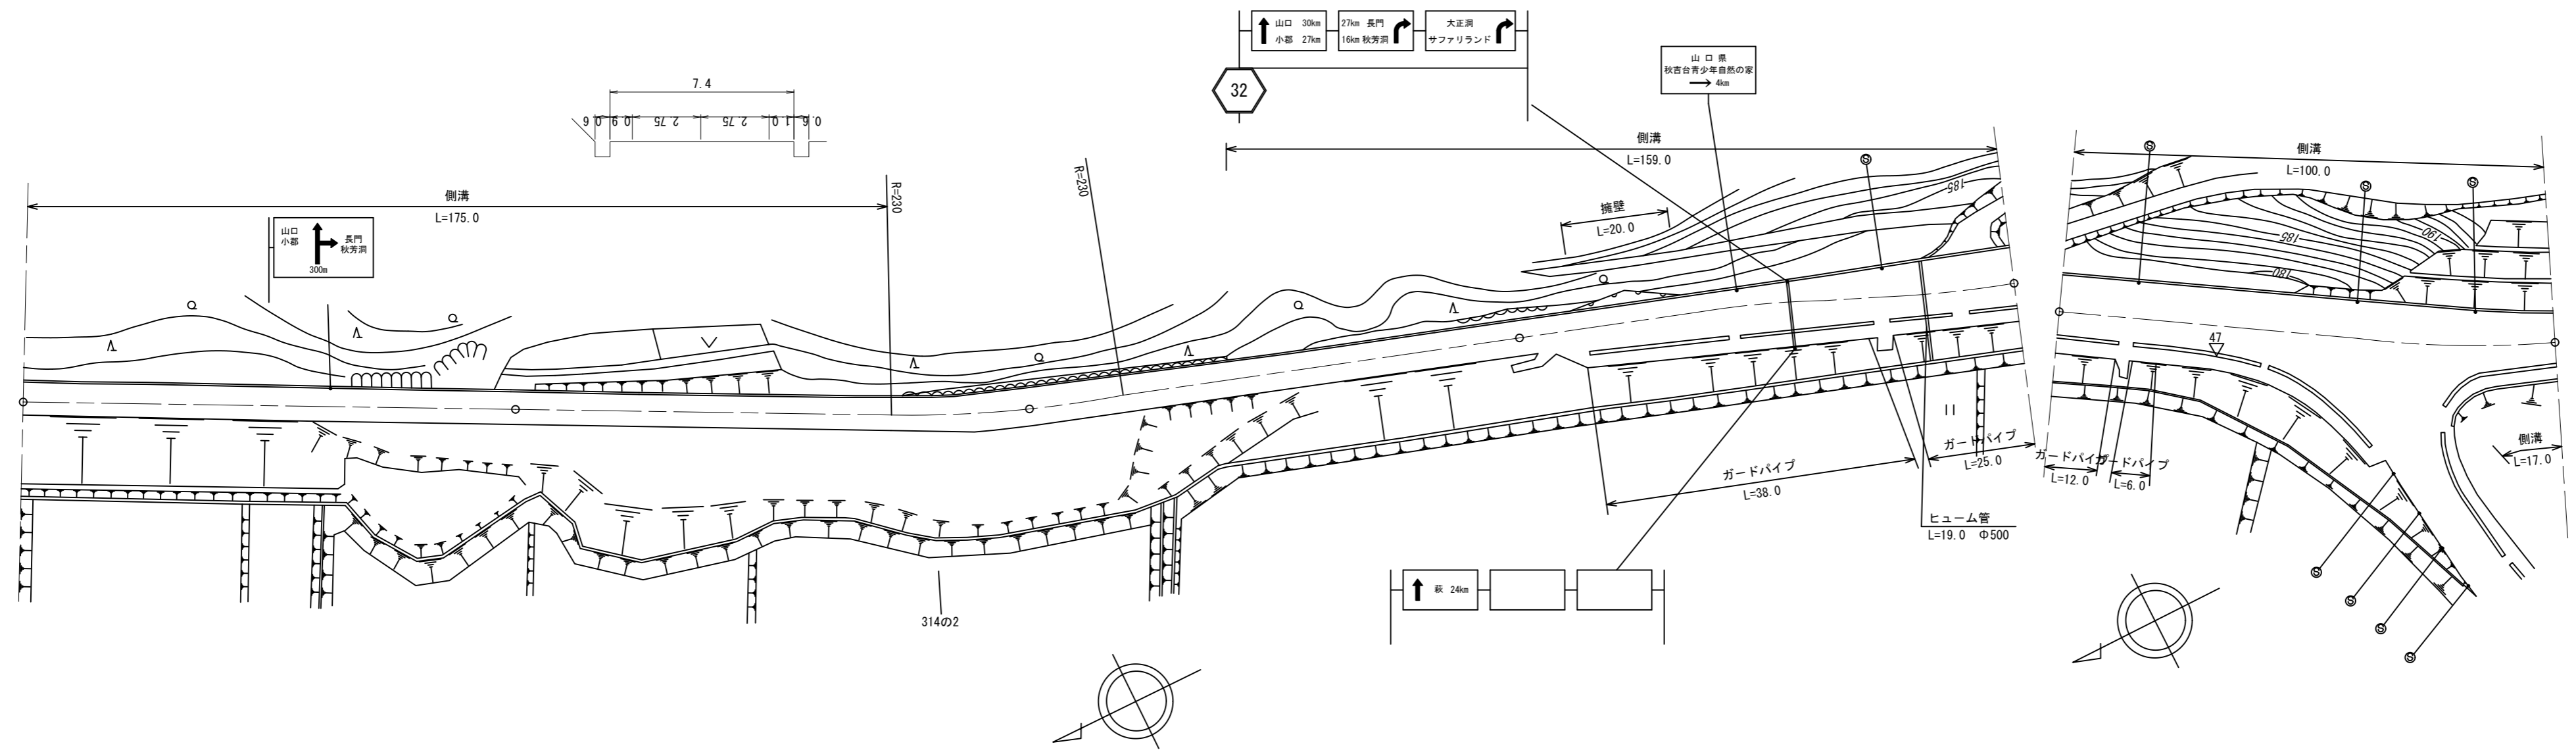 7.4
0.6 0.9 2.75 2.75 1.0 0.6
側溝
L=175.0
R=230
山口
小郡
長門
秋芳洞
300m
R=230
山口 30km
小郡 27km
27km 長門
16km 秋芳洞
大正洞
サファリランド
32
山口県
秋吉台青少年自然の家
→ 4km
側溝
L=159.0
擁壁
L=20.0
185
S
側溝
L=100.0
S
S
S
185
190
180
47
ガードパイプ
L=38.0
ガードパイプ
L=25.0
ガードパイプ
L=12.0
ガードパイプ
L=6.0
側溝
L=17.0
ヒューム管
L=19.0 Φ500
萩 24km
314の2
S
S
S
S